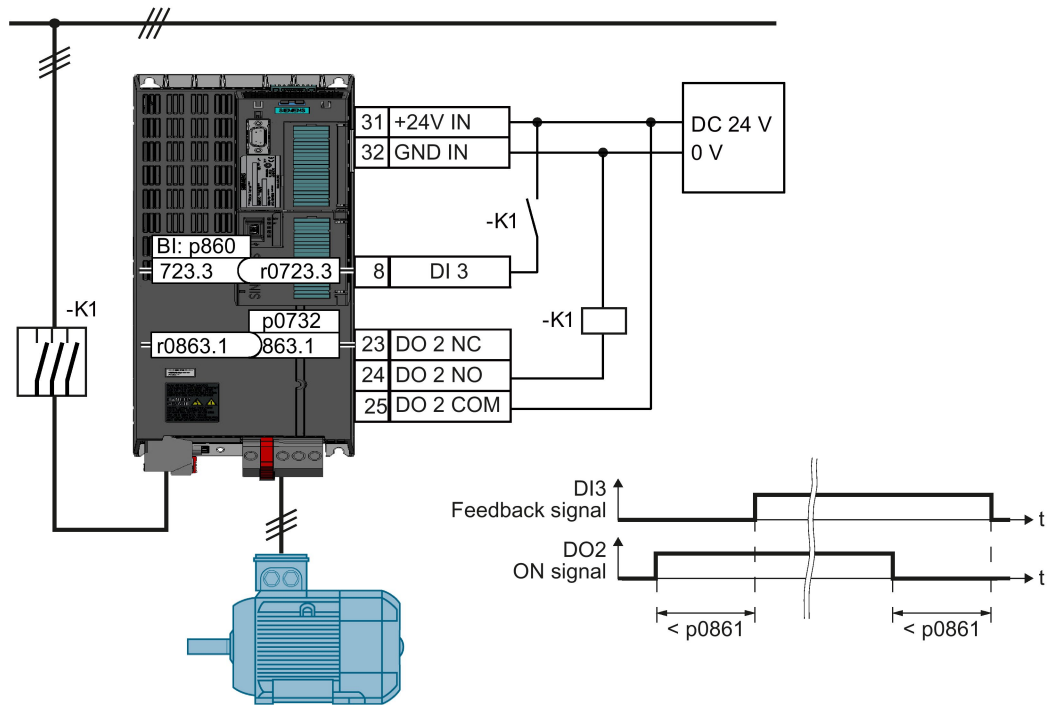 31 +24V IN
32 GND IN
DC 24 V
0 V
-K1
BI: p860
723.3 r0723.3
8 DI 3
-K1
-K1
p0732
r0863.1 863.1
23 DO 2 NC
24 DO 2 NO
25 DO 2 COM
SIEMENS
SIN
DI3
Feedback signal
t
DO2
ON signal
t
< p0861
< p0861